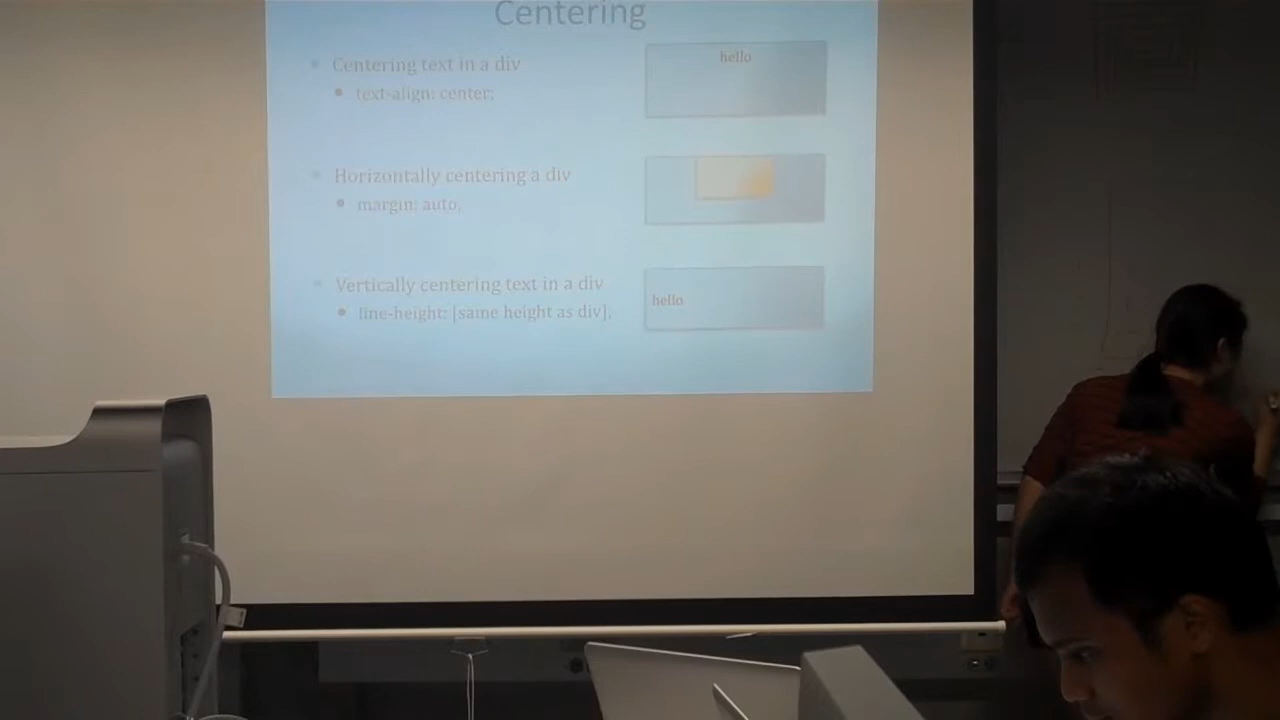 Centering
Centering text in a div
text-align: center;
hello
Horizontally centering a div
margin: auto;
Vertically centering text in a div
line-height: [same height as div];
hello